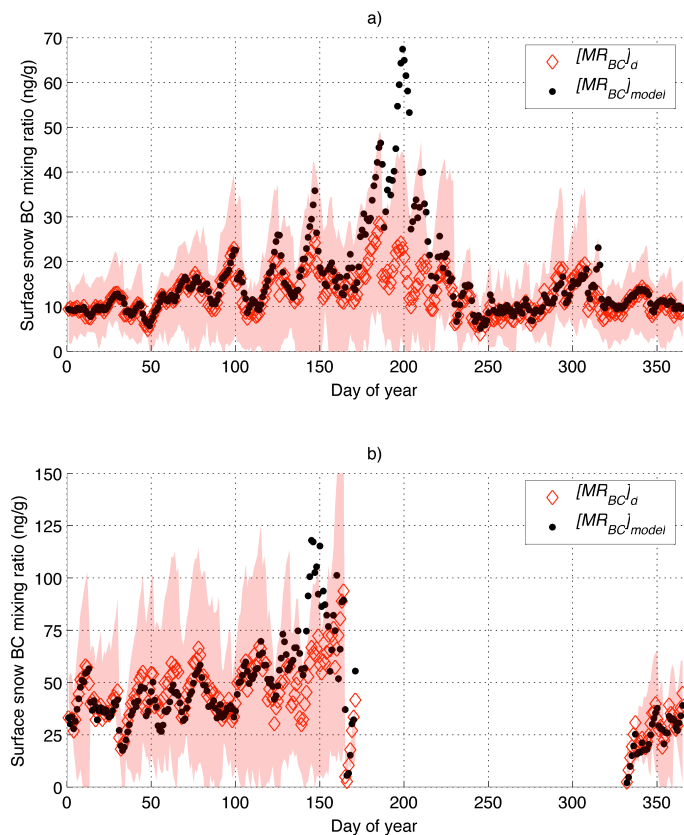 a)
Surface snow BC mixing ratio (ng/g)
70
60
50
40
30
20
10
0
[MR_BC]_d
[MR_BC]_model
0 50 100 150 200 250 300 350
Day of year
b)
Surface snow BC mixing ratio (ng/g)
150
125
100
75
50
25
0
[MR_BC]_d
[MR_BC]_model
0 50 100 150 200 250 300 350
Day of year